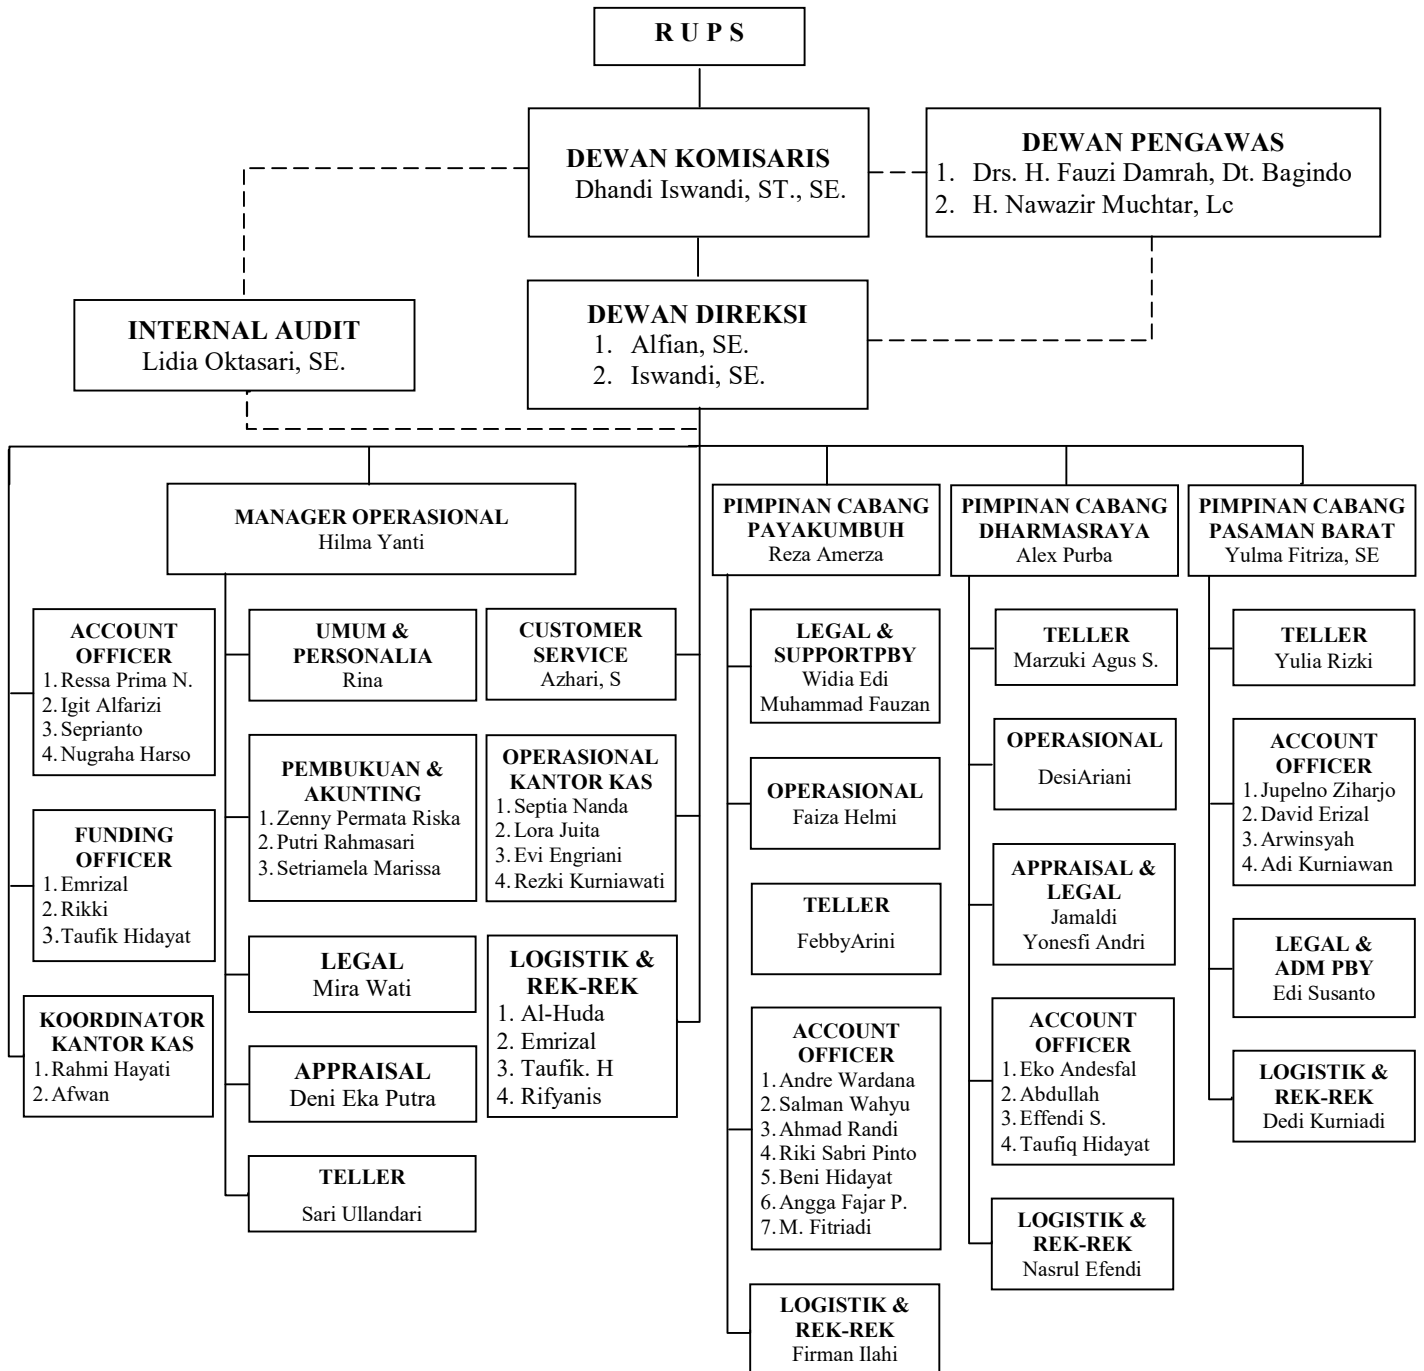 R U P S
DEWAN KOMISARIS
Dhandi Iswandi, ST., SE.
DEWAN PENGAWAS
1. Drs. H. Fauzi Damrah, Dt. Bagindo
2. H. Nawazir Muchtar, Lc
INTERNAL AUDIT
Lidia Oktasari, SE.
DEWAN DIREKSI
1. Alfian, SE.
2. Iswandi, SE.
MANAGER OPERASIONAL
Hilma Yanti
PIMPINAN CABANG
PAYAKUMBUH
Reza Amerza
PIMPINAN CABANG
DHARMASRAYA
Alex Purba
PIMPINAN CABANG
PASAMAN BARAT
Yulma Fitriza, SE
ACCOUNT
OFFICER
1. Ressa Prima N.
2. Igit Alfarizi
3. Seprianto
4. Nugraha Harso
FUNDING
OFFICER
1. Emrizal
2. Rikki
3. Taufik Hidayat
KOORDINATOR
KANTOR KAS
1. Rahmi Hayati
2. Afwan
UMUM &
PERSONALIA
Rina
PEMBUKUAN &
AKUNTING
1. Zenny Permata Riska
2. Putri Rahmasari
3. Setriamela Marissa
LEGAL
Mira Wati
APPRAISAL
Deni Eka Putra
TELLER
Sari Ullandari
CUSTOMER
SERVICE
Azhari, S
OPERASIONAL
KANTOR KAS
1. Septia Nanda
2. Lora Juita
3. Evi Engriani
4. Rezki Kurniawati
LOGISTIK &
REK-REK
1. Al-Huda
2. Emrizal
3. Taufik. H
4. Rifyanis
LEGAL &
SUPPORTPBY
Widia Edi
Muhammad Fauzan
OPERASIONAL
Faiza Helmi
TELLER
FebbyArini
ACCOUNT
OFFICER
1. Andre Wardana
2. Salman Wahyu
3. Ahmad Randi
4. Riki Sabri Pinto
5. Beni Hidayat
6. Angga Fajar P.
7. M. Fitriadi
LOGISTIK &
REK-REK
Firman Ilahi
TELLER
Marzuki Agus S.
OPERASIONAL
DesiAriani
APPRAISAL &
LEGAL
Jamaldi
Yonesfi Andri
ACCOUNT
OFFICER
1. Eko Andesfal
2. Abdullah
3. Effendi S.
4. Taufiq Hidayat
LOGISTIK &
REK-REK
Nasrul Efendi
TELLER
Yulia Rizki
ACCOUNT
OFFICER
1. Jupelno Ziharjo
2. David Erizal
3. Arwinsyah
4. Adi Kurniawan
LEGAL &
ADM PBY
Edi Susanto
LOGISTIK &
REK-REK
Dedi Kurniadi